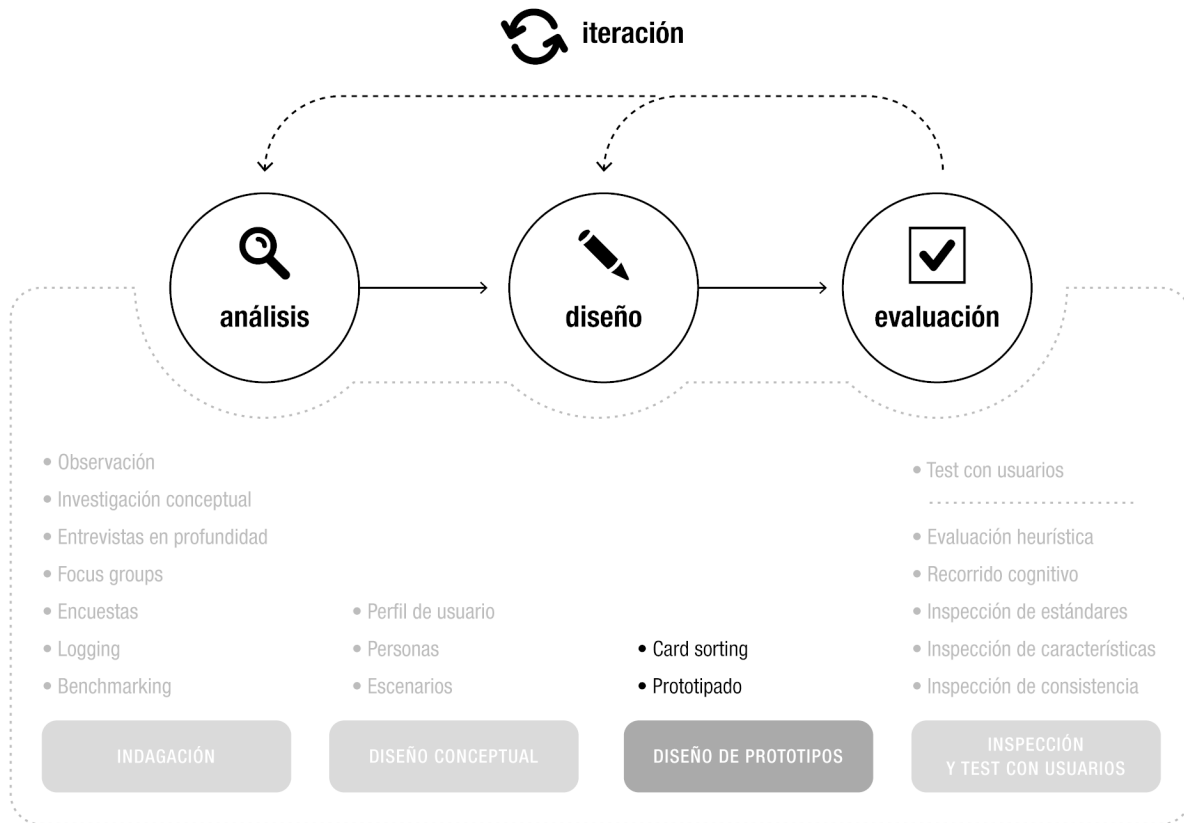 iteración
análisis
diseño
evaluación
• Observación
• Investigación conceptual
• Entrevistas en profundidad
• Focus groups
• Encuestas
• Logging
• Benchmarking
INDAGACIÓN
• Perfil de usuario
• Personas
• Escenarios
DISEÑO CONCEPTUAL
• Card sorting
• Prototipado
DISEÑO DE PROTOTIPOS
• Test con usuarios
• Evaluación heurística
• Recorrido cognitivo
• Inspección de estándares
• Inspección de características
• Inspección de consistencia
INSPECCIÓN
Y TEST CON USUARIOS